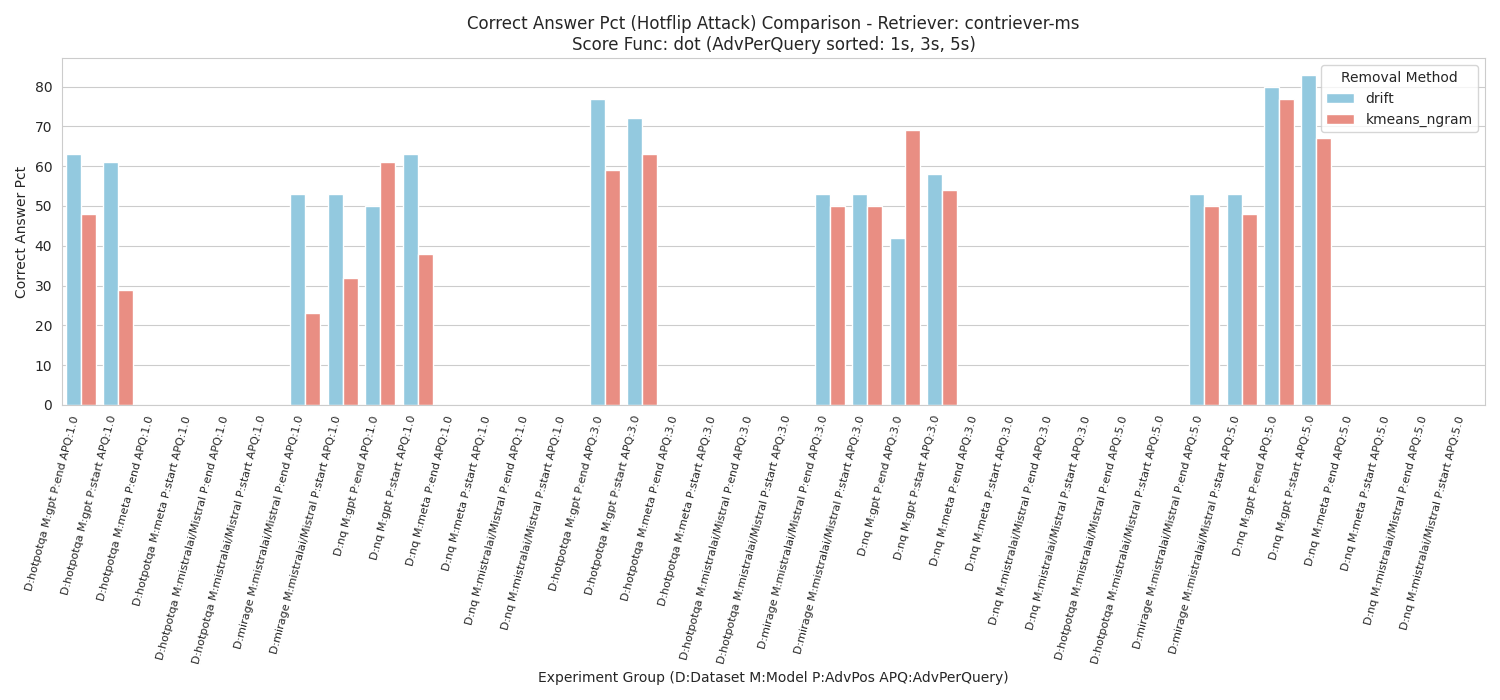 Correct Answer Pct (Hotflip Attack) Comparison - Retriever: contriever-ms
Score Func: dot (AdvPerQuery sorted: 1s, 3s, 5s)
Removal Method
drift
kmeans_ngram
Correct Answer Pct
80
70
60
50
40
30
20
10
0
D:hotpotqa M:gpt P:end APQ:1.0
D:hotpotqa M:gpt P:start APQ:1.0
D:hotpotqa M:meta P:end APQ:1.0
D:hotpotqa M:meta P:start APQ:1.0
D:hotpotqa M:mistralai/Mistral P:end APQ:1.0
D:hotpotqa M:mistralai/Mistral P:start APQ:1.0
D:mirage M:mistralai/Mistral P:end APQ:1.0
D:mirage M:mistralai/Mistral P:start APQ:1.0
D:nq M:gpt P:end APQ:1.0
D:nq M:gpt P:start APQ:1.0
D:nq M:meta P:end APQ:1.0
D:nq M:meta P:start APQ:1.0
D:nq M:mistralai/Mistral P:end APQ:1.0
D:nq M:mistralai/Mistral P:start APQ:1.0
D:hotpotqa M:gpt P:end APQ:3.0
D:hotpotqa M:gpt P:start APQ:3.0
D:hotpotqa M:meta P:end APQ:3.0
D:hotpotqa M:meta P:start APQ:3.0
D:hotpotqa M:mistralai/Mistral P:end APQ:3.0
D:hotpotqa M:mistralai/Mistral P:start APQ:3.0
D:mirage M:mistralai/Mistral P:end APQ:3.0
D:mirage M:mistralai/Mistral P:start APQ:3.0
D:nq M:gpt P:end APQ:3.0
D:nq M:gpt P:start APQ:3.0
D:nq M:meta P:end APQ:3.0
D:nq M:meta P:start APQ:3.0
D:nq M:mistralai/Mistral P:end APQ:3.0
D:nq M:mistralai/Mistral P:start APQ:3.0
D:hotpotqa M:mistralai/Mistral P:end APQ:5.0
D:hotpotqa M:mistralai/Mistral P:start APQ:5.0
D:mirage M:mistralai/Mistral P:end APQ:5.0
D:mirage M:mistralai/Mistral P:start APQ:5.0
D:nq M:gpt P:end APQ:5.0
D:nq M:gpt P:start APQ:5.0
D:nq M:meta P:end APQ:5.0
D:nq M:meta P:start APQ:5.0
D:nq M:mistralai/Mistral P:end APQ:5.0
D:nq M:mistralai/Mistral P:start APQ:5.0
Experiment Group (D:Dataset M:Model P:AdvPos APQ:AdvPerQuery)